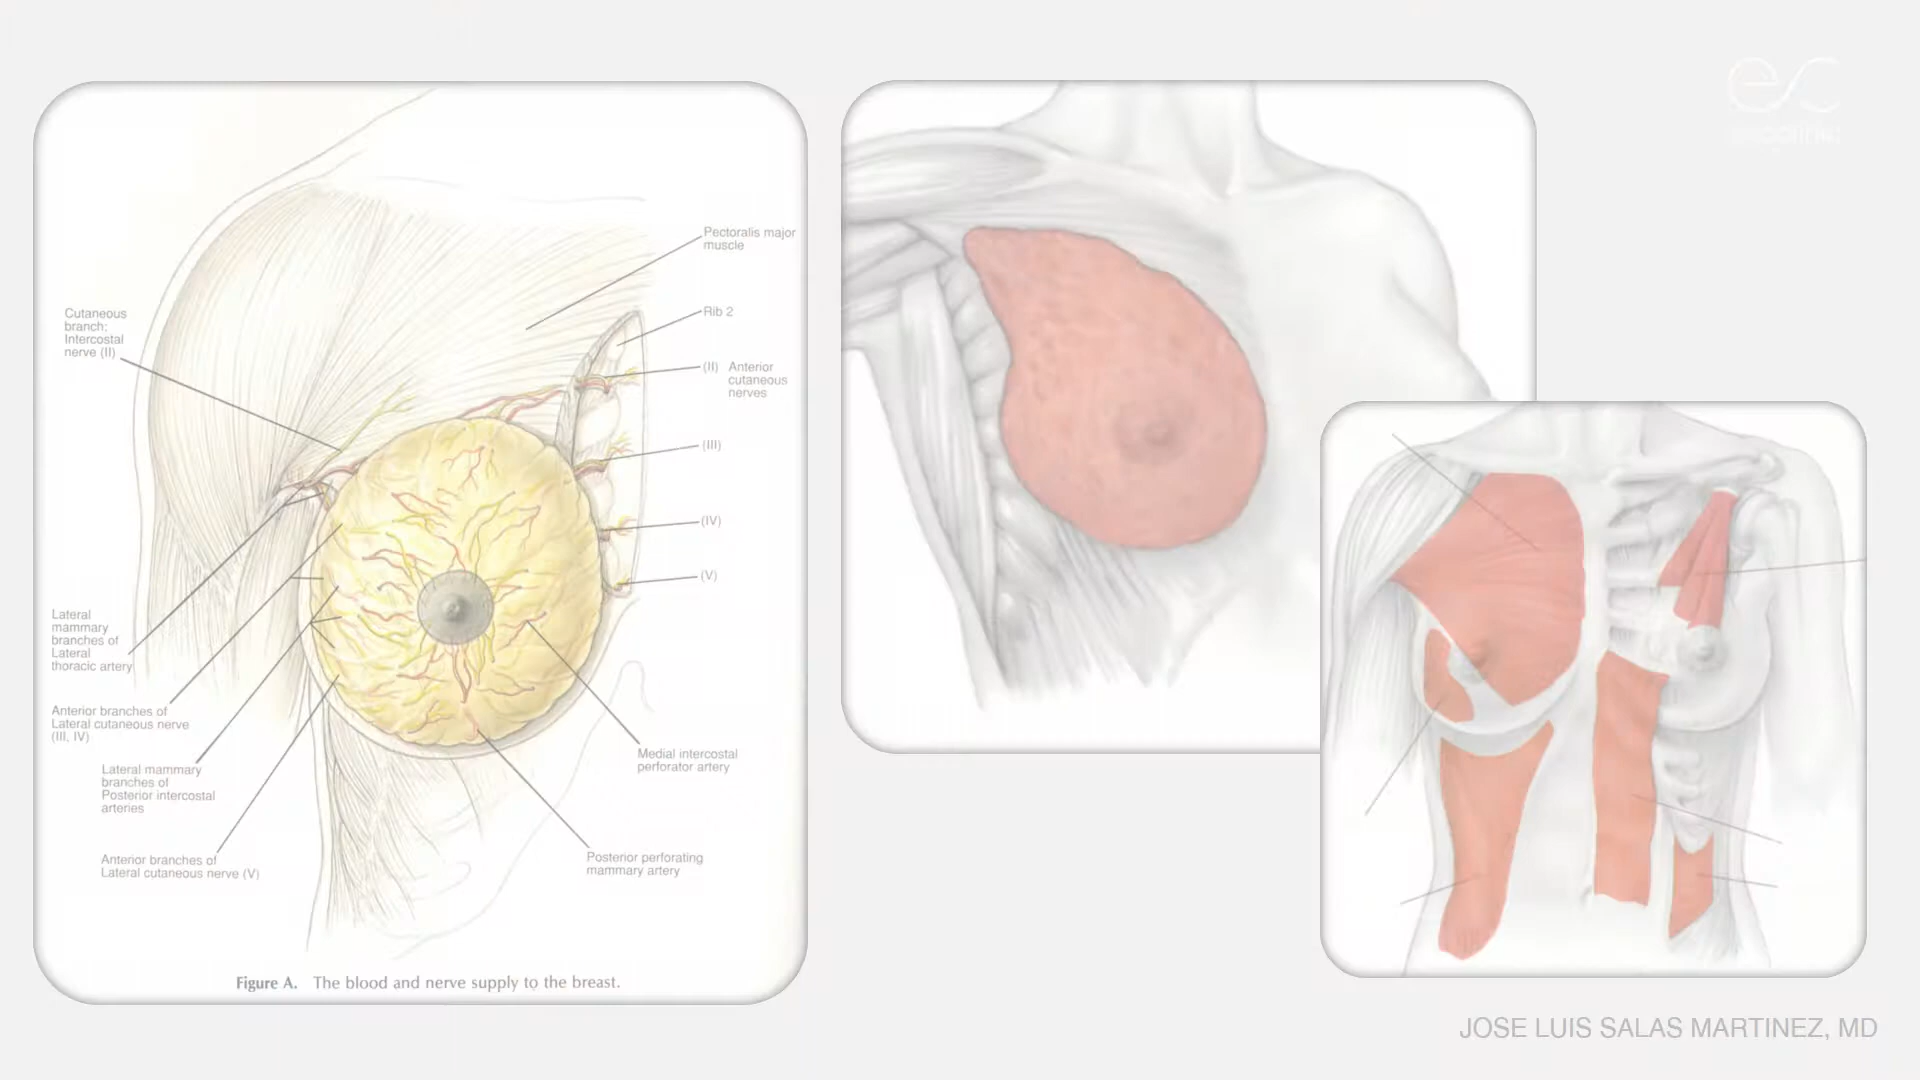 Pectoralis major
muscle
Rib 2
(II) Anterior
cutaneous
nerves
(III)
(IV)
(V)
Cutaneous
branch:
Intercostal
nerve (II)
Lateral
mammary
branches of
Lateral
thoracic artery
Anterior branches of
Lateral cutaneous nerve
(III, IV)
Lateral mammary
branches of
Posterior intercostal
arteries
Anterior branches of
Lateral cutaneous nerve (V)
Medial intercostal
perforator artery
Posterior perforating
mammary artery
Figure A. The blood and nerve supply to the breast.
JOSE LUIS SALAS MARTINEZ, MD